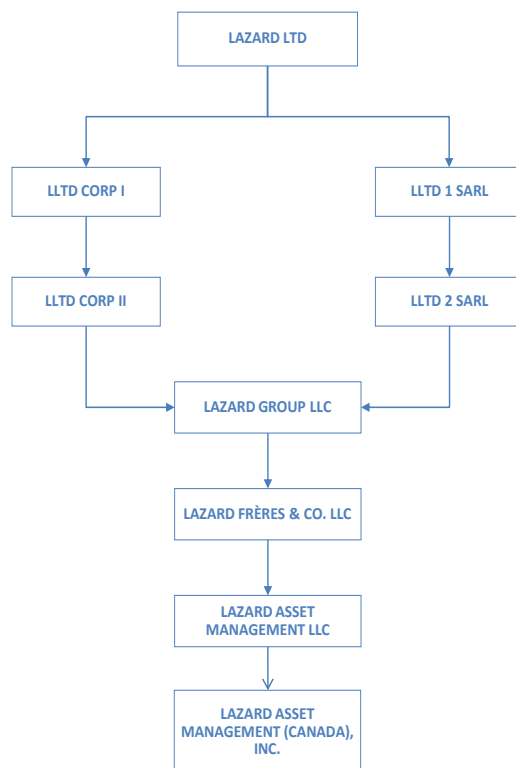 LAZARD LTD
LLTD CORP I
LLTD 1 SARL
LLTD CORP II
LLTD 2 SARL
LAZARD GROUP LLC
LAZARD FRÈRES & CO. LLC
LAZARD ASSET
MANAGEMENT LLC
LAZARD ASSET
MANAGEMENT (CANADA),
INC.